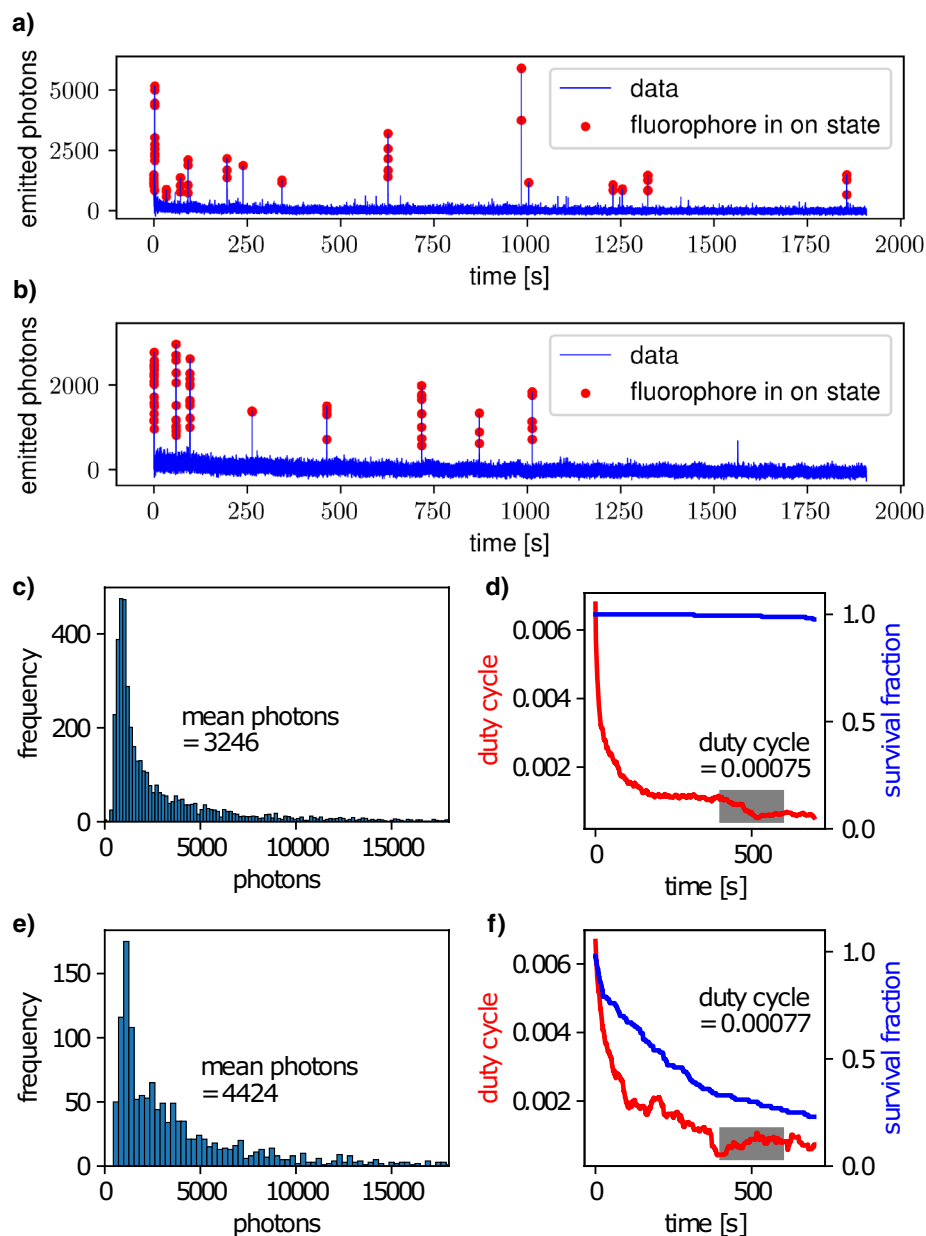 a)
emitted photons
5000
2500
0
data
fluorophore in on state
0 250 500 750 1000 1250 1500 1750 2000
time [s]
b)
emitted photons
2000
0
data
fluorophore in on state
0 250 500 750 1000 1250 1500 1750 2000
time [s]
c)
frequency
400
200
0
mean photons
= 3246
0 5000 10000 15000
photons
d)
duty cycle
0.006
0.004
0.002
duty cycle
= 0.00075
1.0
0.5
0.0
survival fraction
0 500
time [s]
e)
frequency
150
100
50
0
mean photons
= 4424
0 5000 10000 15000
photons
f)
duty cycle
0.006
0.004
0.002
duty cycle
= 0.00077
1.0
0.5
0.0
survival fraction
0 500
time [s]